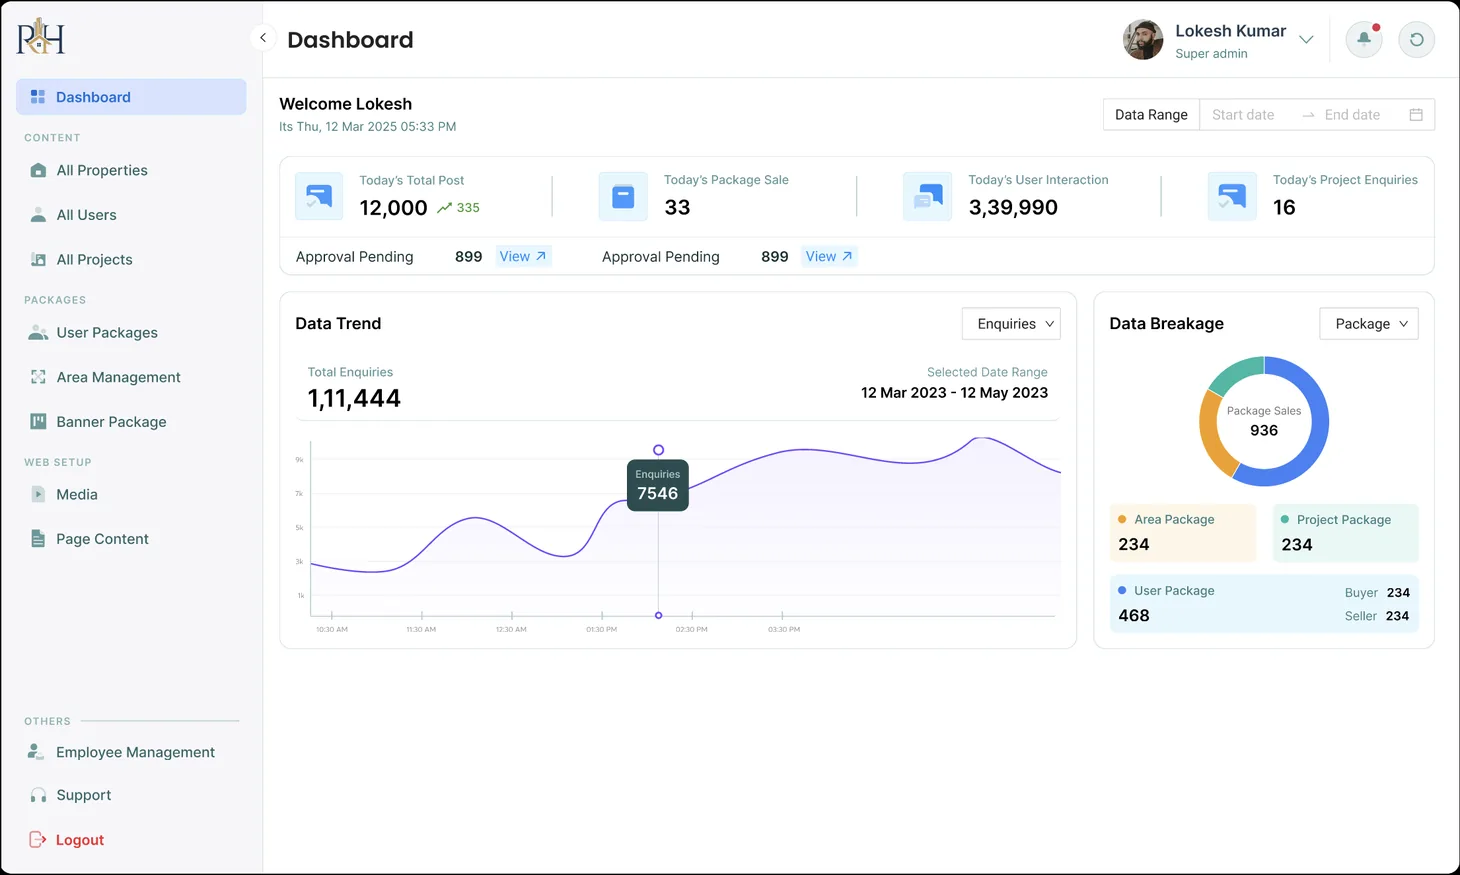 RH
Dashboard
Lokesh Kumar
Super admin
Dashboard
CONTENT
All Properties
All Users
All Projects
PACKAGES
User Packages
Area Management
Banner Package
WEB SETUP
Media
Page Content
OTHERS
Employee Management
Support
Logout
Welcome Lokesh
Its Thu, 12 Mar 2025 05:33 PM
Data Range Start date → End date
Today's Total Post
12,000 335
Today's Package Sale
33
Today's User Interaction
3,39,990
Today's Project Enquiries
16
Approval Pending 899 View
Approval Pending 899 View
Data Trend
Enquiries
Total Enquiries
1,11,444
Selected Date Range
12 Mar 2023 - 12 May 2023
9k
7k
5k
3k
1k
Enquiries
7546
10:30 AM 11:30 AM 12:30 AM 01:30 PM 02:30 PM 03:30 PM
Data Breakage
Package
Package Sales
936
Area Package
234
Project Package
234
User Package
468
Buyer 234
Seller 234